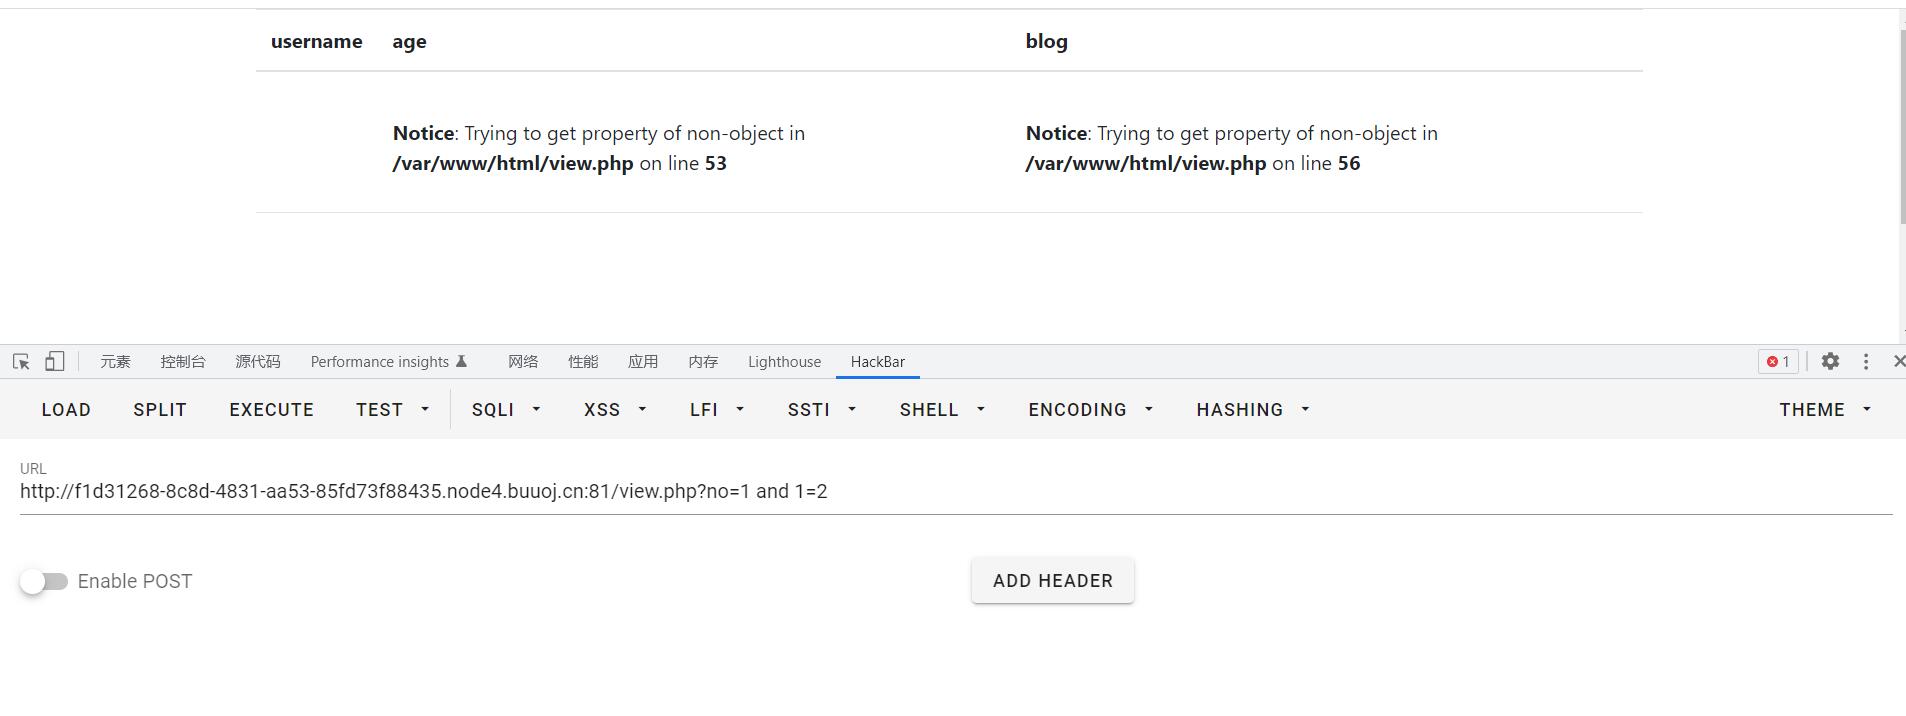 username age blog
Notice: Trying to get property of non-object in
/var/www/html/view.php on line 53
Notice: Trying to get property of non-object in
/var/www/html/view.php on line 56
元素 控制台 源代码 Performance insights 网络 性能 应用 内存 Lighthouse HackBar 1
LOAD SPLIT EXECUTE TEST SQLI XSS LFI SSTI SHELL ENCODING HASHING THEME
URL
http://f1d31268-8c8d-4831-aa53-85fd73f88435.node4.buuoj.cn:81/view.php?no=1 and 1=2
Enable POST ADD HEADER